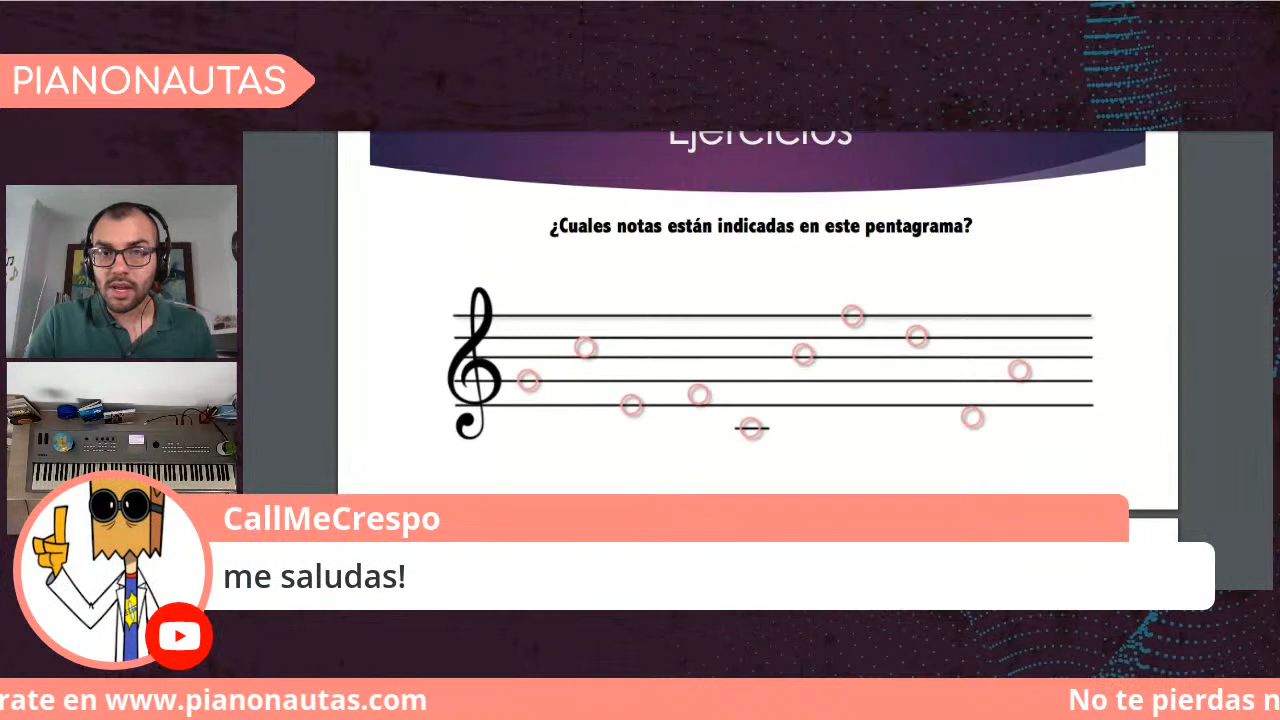 PIANONAUTAS
Ejercicios
¿Cuales notas están indicadas en este pentagrama?
CallMeCrespo
me saludas!
rate en www.pianonautas.com
No te pierdas n